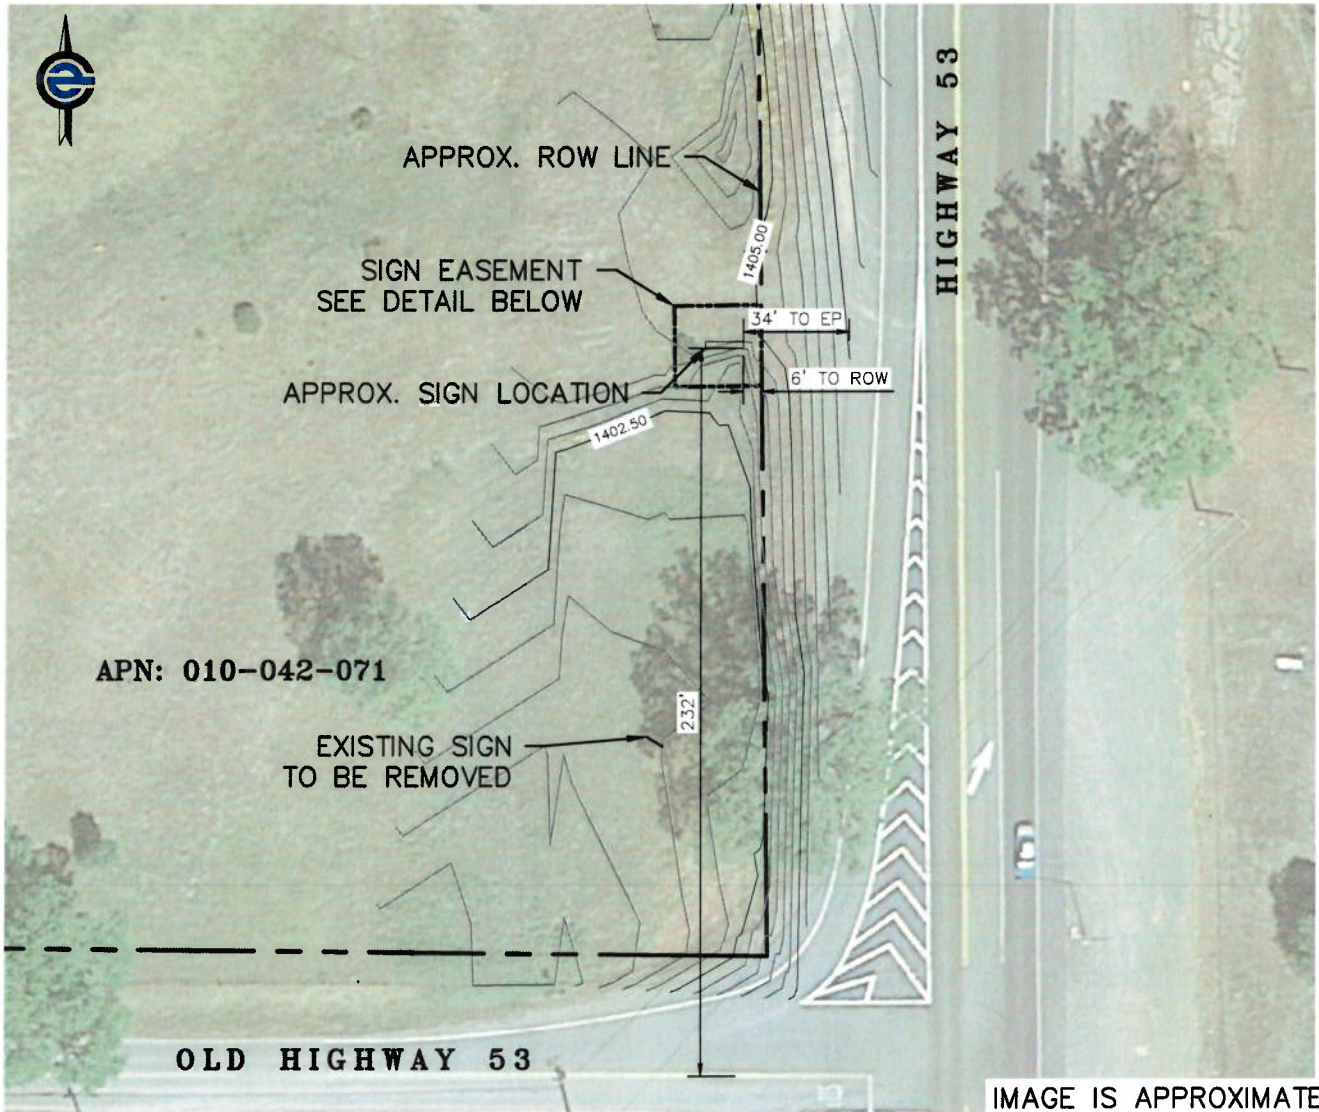 APPROX. ROW LINE
HIGHWAY 53
1405.00
SIGN EASEMENT
SEE DETAIL BELOW
34' TO EP
6' TO ROW
APPROX. SIGN LOCATION
1402.50
APN: 010-042-071
232'
EXISTING SIGN
TO BE REMOVED
OLD HIGHWAY 53
IMAGE IS APPROXIMATE